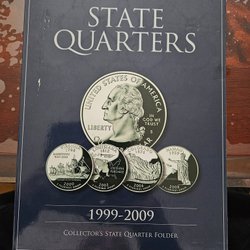 STATE
QUARTERS
UNITED STATES OF AMERICA
LIBERTY
IN GOD
WE TRUST
1999-2009
COLLECTOR'S STATE QUARTER FOLDER